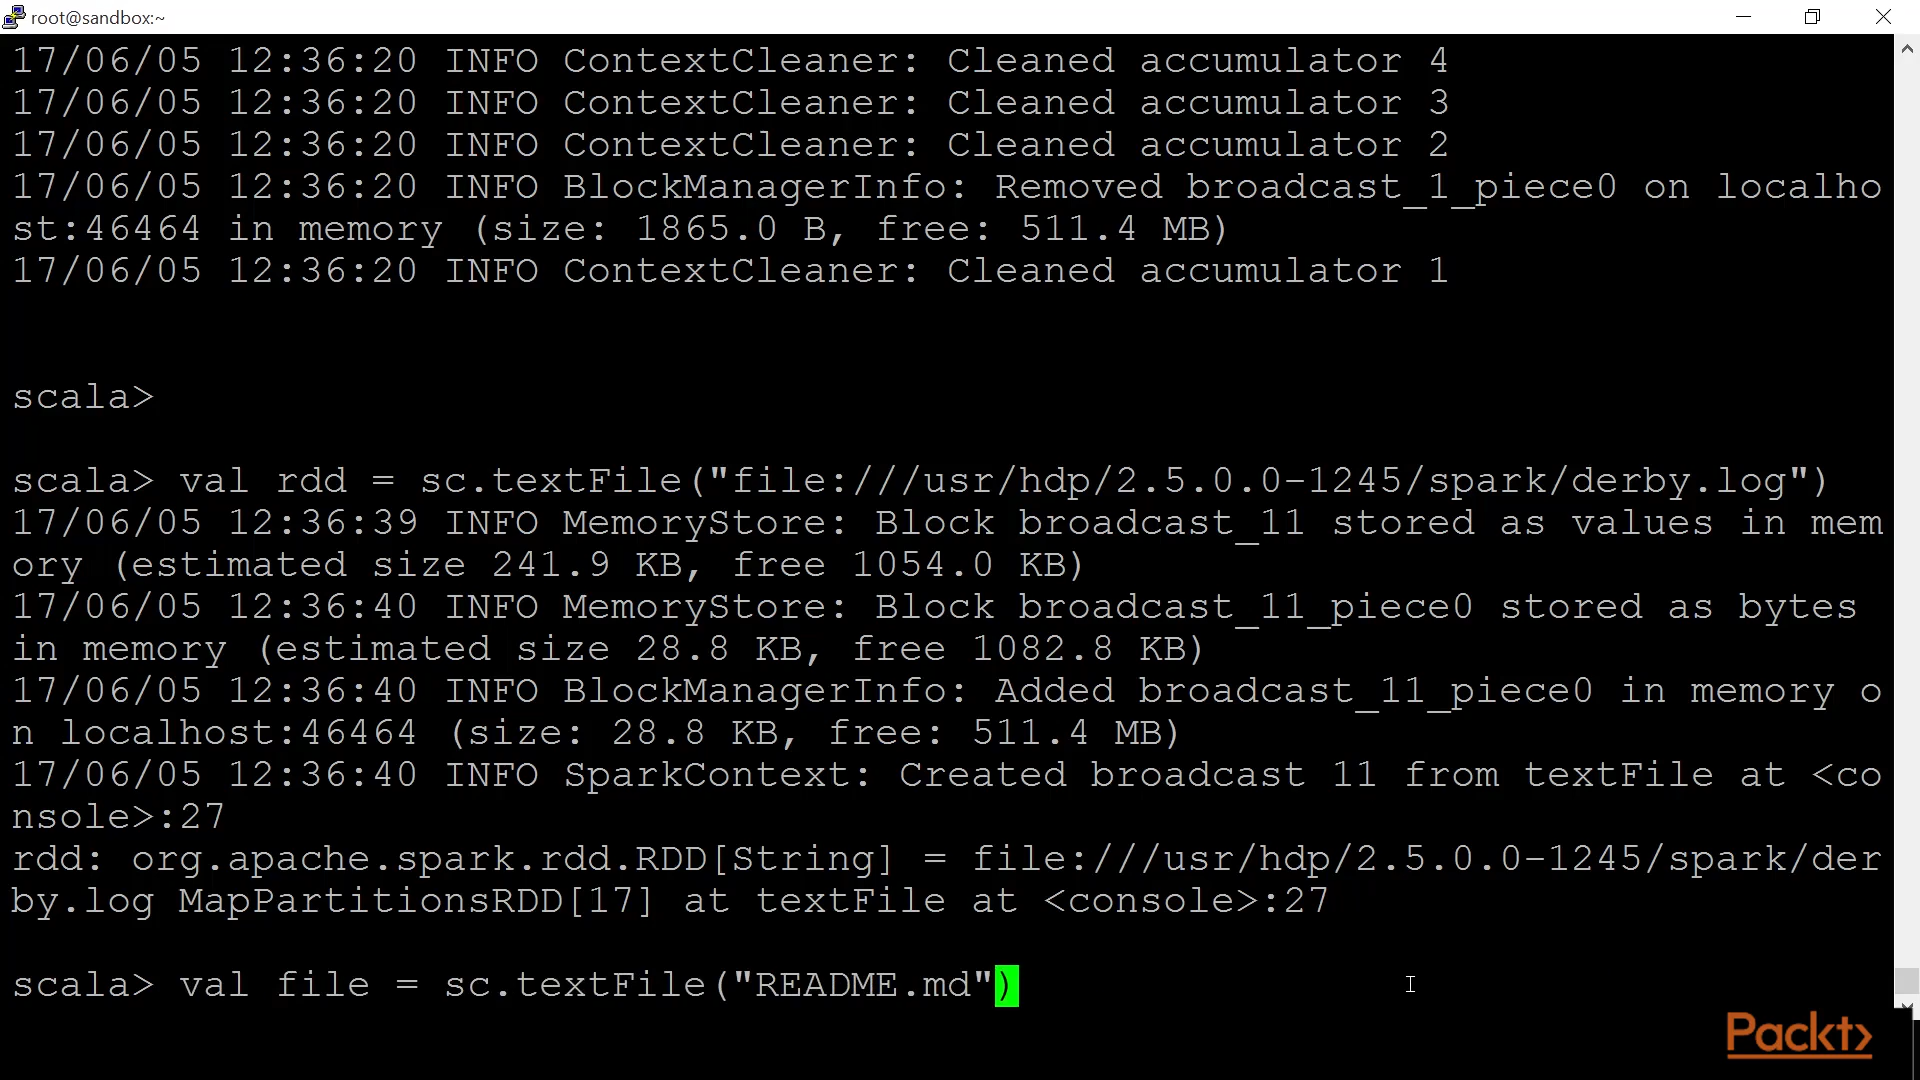 root@sandbox:~
17/06/05 12:36:20 INFO ContextCleaner: Cleaned accumulator 4
17/06/05 12:36:20 INFO ContextCleaner: Cleaned accumulator 3
17/06/05 12:36:20 INFO ContextCleaner: Cleaned accumulator 2
17/06/05 12:36:20 INFO BlockManagerInfo: Removed broadcast_1_piece0 on localho
st:46464 in memory (size: 1865.0 B, free: 511.4 MB)
17/06/05 12:36:20 INFO ContextCleaner: Cleaned accumulator 1
scala>
scala> val rdd = sc.textFile("file:///usr/hdp/2.5.0.0-1245/spark/derby.log")
17/06/05 12:36:39 INFO MemoryStore: Block broadcast_11 stored as values in mem
ory (estimated size 241.9 KB, free 1054.0 KB)
17/06/05 12:36:40 INFO MemoryStore: Block broadcast_11_piece0 stored as bytes
in memory (estimated size 28.8 KB, free 1082.8 KB)
17/06/05 12:36:40 INFO BlockManagerInfo: Added broadcast_11_piece0 in memory o
n localhost:46464 (size: 28.8 KB, free: 511.4 MB)
17/06/05 12:36:40 INFO SparkContext: Created broadcast 11 from textFile at <co
nsole>:27
rdd: org.apache.spark.rdd.RDD[String] = file:///usr/hdp/2.5.0.0-1245/spark/der
by.log MapPartitionsRDD[17] at textFile at <console>:27
scala> val file = sc.textFile("README.md")
Packt>